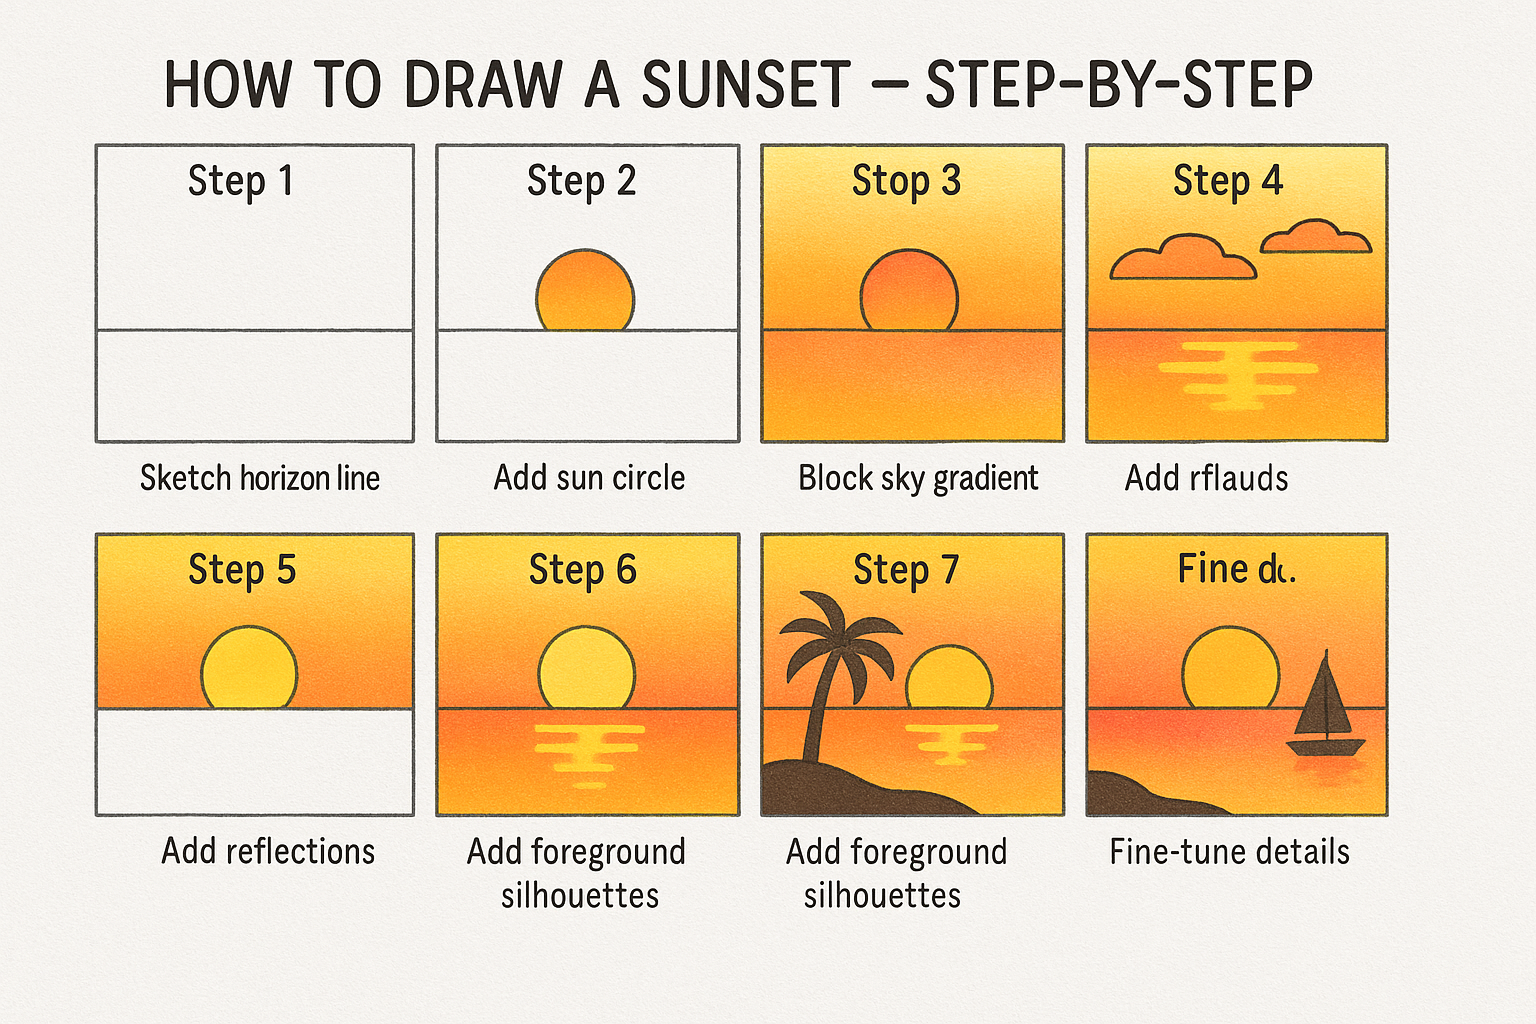 HOW TO DRAW A SUNSET – STEP-BY-STEP
Step 1
Step 2
Stop 3
Step 4
Sketch horizon line
Add sun circle
Block sky gradient
Add rflauds
Step 5
Step 6
Step 7
Fine
Add reflections
Add foreground
silhouettes
Add foreground
silhouettes
Fine-tune details